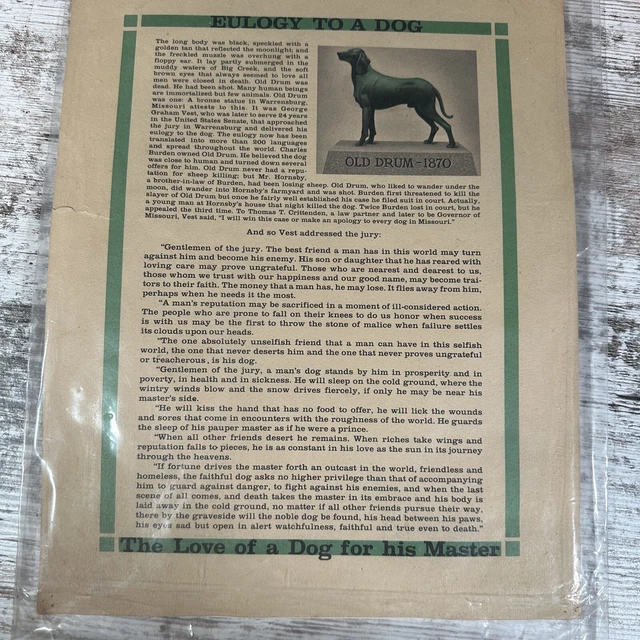 EULOGY TO A DOG
The long body was black, speckled with a
golden tan that reflected the moonlight; and
the freckled muzzle was overhung with a
floppy ear. It lay partly submerged in the
muddy waters of Big Creek, and the soft
brown eyes that always seemed to love all
men were closed in death. Old Drum was
dead. He had been shot. Many human beings
are immortalized but few animals. Old Drum
was one: A bronze statue in Warrensburg,
Missouri attests to this. It was George
Graham Vest, who was later to serve 24 years
in the United States Senate, that approached
the jury in Warrensburg and delivered his
eulogy to the dog. The eulogy now has been
translated into more than 200 languages
and spread throughout the world. Charles
Burden owned Old Drum. He believed the dog
was close to human and turned down several
offers for him. Old Drum never had a repu-
tation for sheep killing; but Mr. Hornsby,
a brother-in-law of Burden, had been losing sheep. Old Drum, who liked to wander under the
moon, did wander into Hornsby's farmyard and was shot. Burden first threatened to kill the
slayer of Old Drum but once he fairly well established his case he filed suit in court. Actually,
a young man at Hornsby's house that night killed the dog. Twice Burden lost in court, but he
appealed the third time. To Thomas T. Crittenden, a law partner and later to be Governor of
Missouri, Vest said, "I will win this case or make an apology to every dog in Missouri."
OLD DRUM-1870
And so Vest addressed the jury:
"Gentlemen of the jury. The best friend a man has in this world may turn
against him and become his enemy. His son or daughter that he has reared with
loving care may prove ungrateful. Those who are nearest and dearest to us,
those whom we trust with our happiness and our good name, may become trai-
tors to their faith. The money that a man has, he may lose. It flies away from him,
perhaps when he needs it the most.
"A man's reputation may be sacrificed in a moment of ill-considered action.
The people who are prone to fall on their knees to do us honor when success
is with us may be the first to throw the stone of malice when failure settles
its clouds upon our heads.
"The one absolutely unselfish friend that a man can have in this selfish
world, the one that never deserts him and the one that never proves ungrateful
or treacherous, is his dog.
"Gentlemen of the jury, a man's dog stands by him in prosperity and in
poverty, in health and in sickness. He will sleep on the cold ground, where the
wintry winds blow and the snow drives fiercely, if only he may be near his
master's side.
"He will kiss the hand that has no food to offer, he will lick the wounds
and sores that come in encounters with the roughness of the world. He guards
the sleep of his pauper master as if he were a prince.
"When all other friends desert he remains. When riches take wings and
reputation falls to pieces, he is as constant in his love as the sun in its journey
through the heavens.
"If fortune drives the master forth an outcast in the world, friendless and
homeless, the faithful dog asks no higher privilege than that of accompanying
him to guard against danger, to fight against his enemies, and when the last
scene of all comes, and death takes the master in its embrace and his body is
laid away in the cold ground, no matter if all other friends pursue their way,
there by the graveside will the noble dog be found, his head between his paws,
his eyes sad but open in alert watchfulness, faithful and true even to death."
The Love of a Dog for his Master